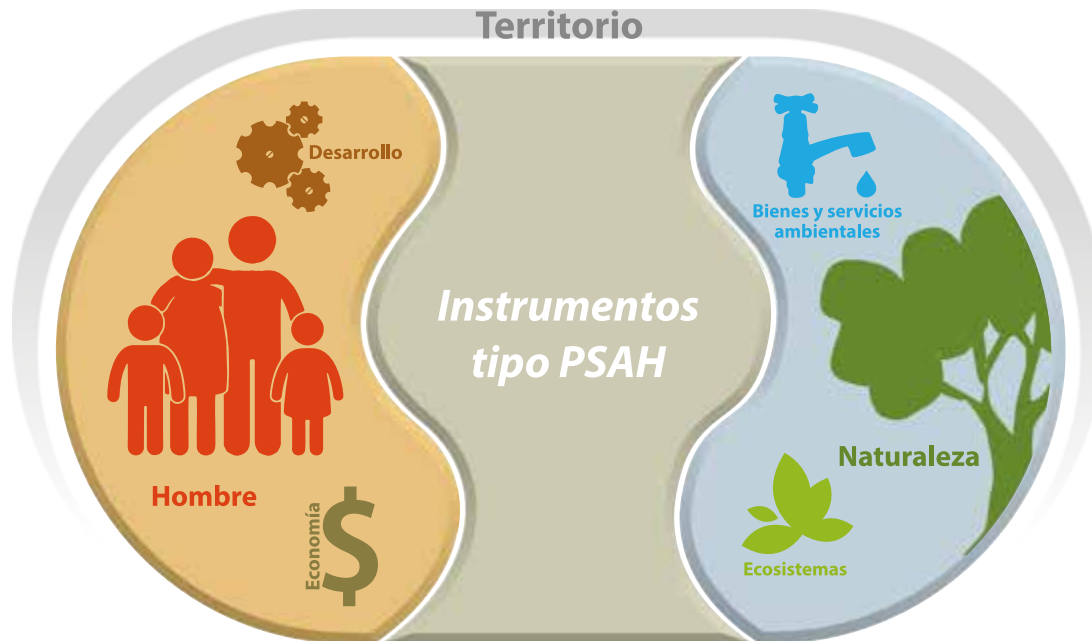 Territorio
Desarrollo
Hombre
Economía
$
Instrumentos
tipo PSAH
Bienes y servicios
ambientales
Naturaleza
Ecosistemas